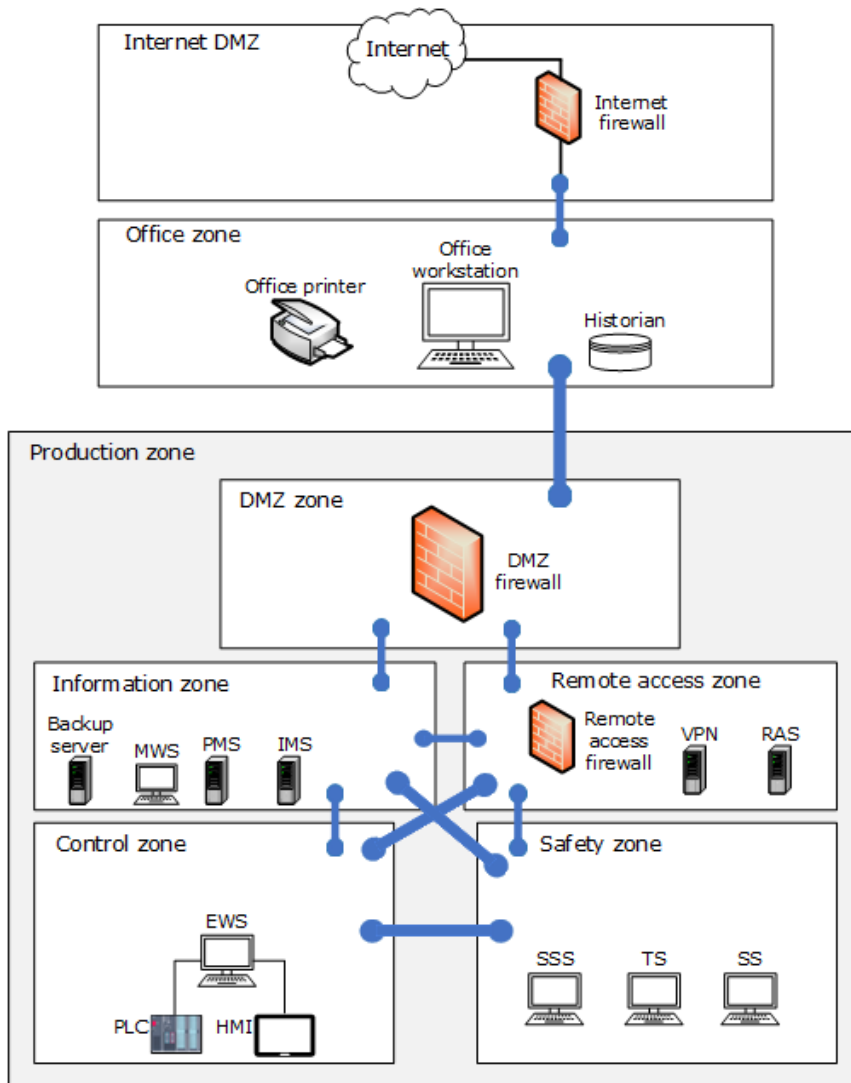 Internet DMZ
Internet
Internet
firewall
Office zone
Office
workstation
Office printer
Historian
Production zone
DMZ zone
DMZ
firewall
Information zone
Backup
server
MWS
PMS
IMS
Remote access zone
Remote
access
firewall
VPN
RAS
Control zone
EWS
PLC
HMI
Safety zone
SSS
TS
SS